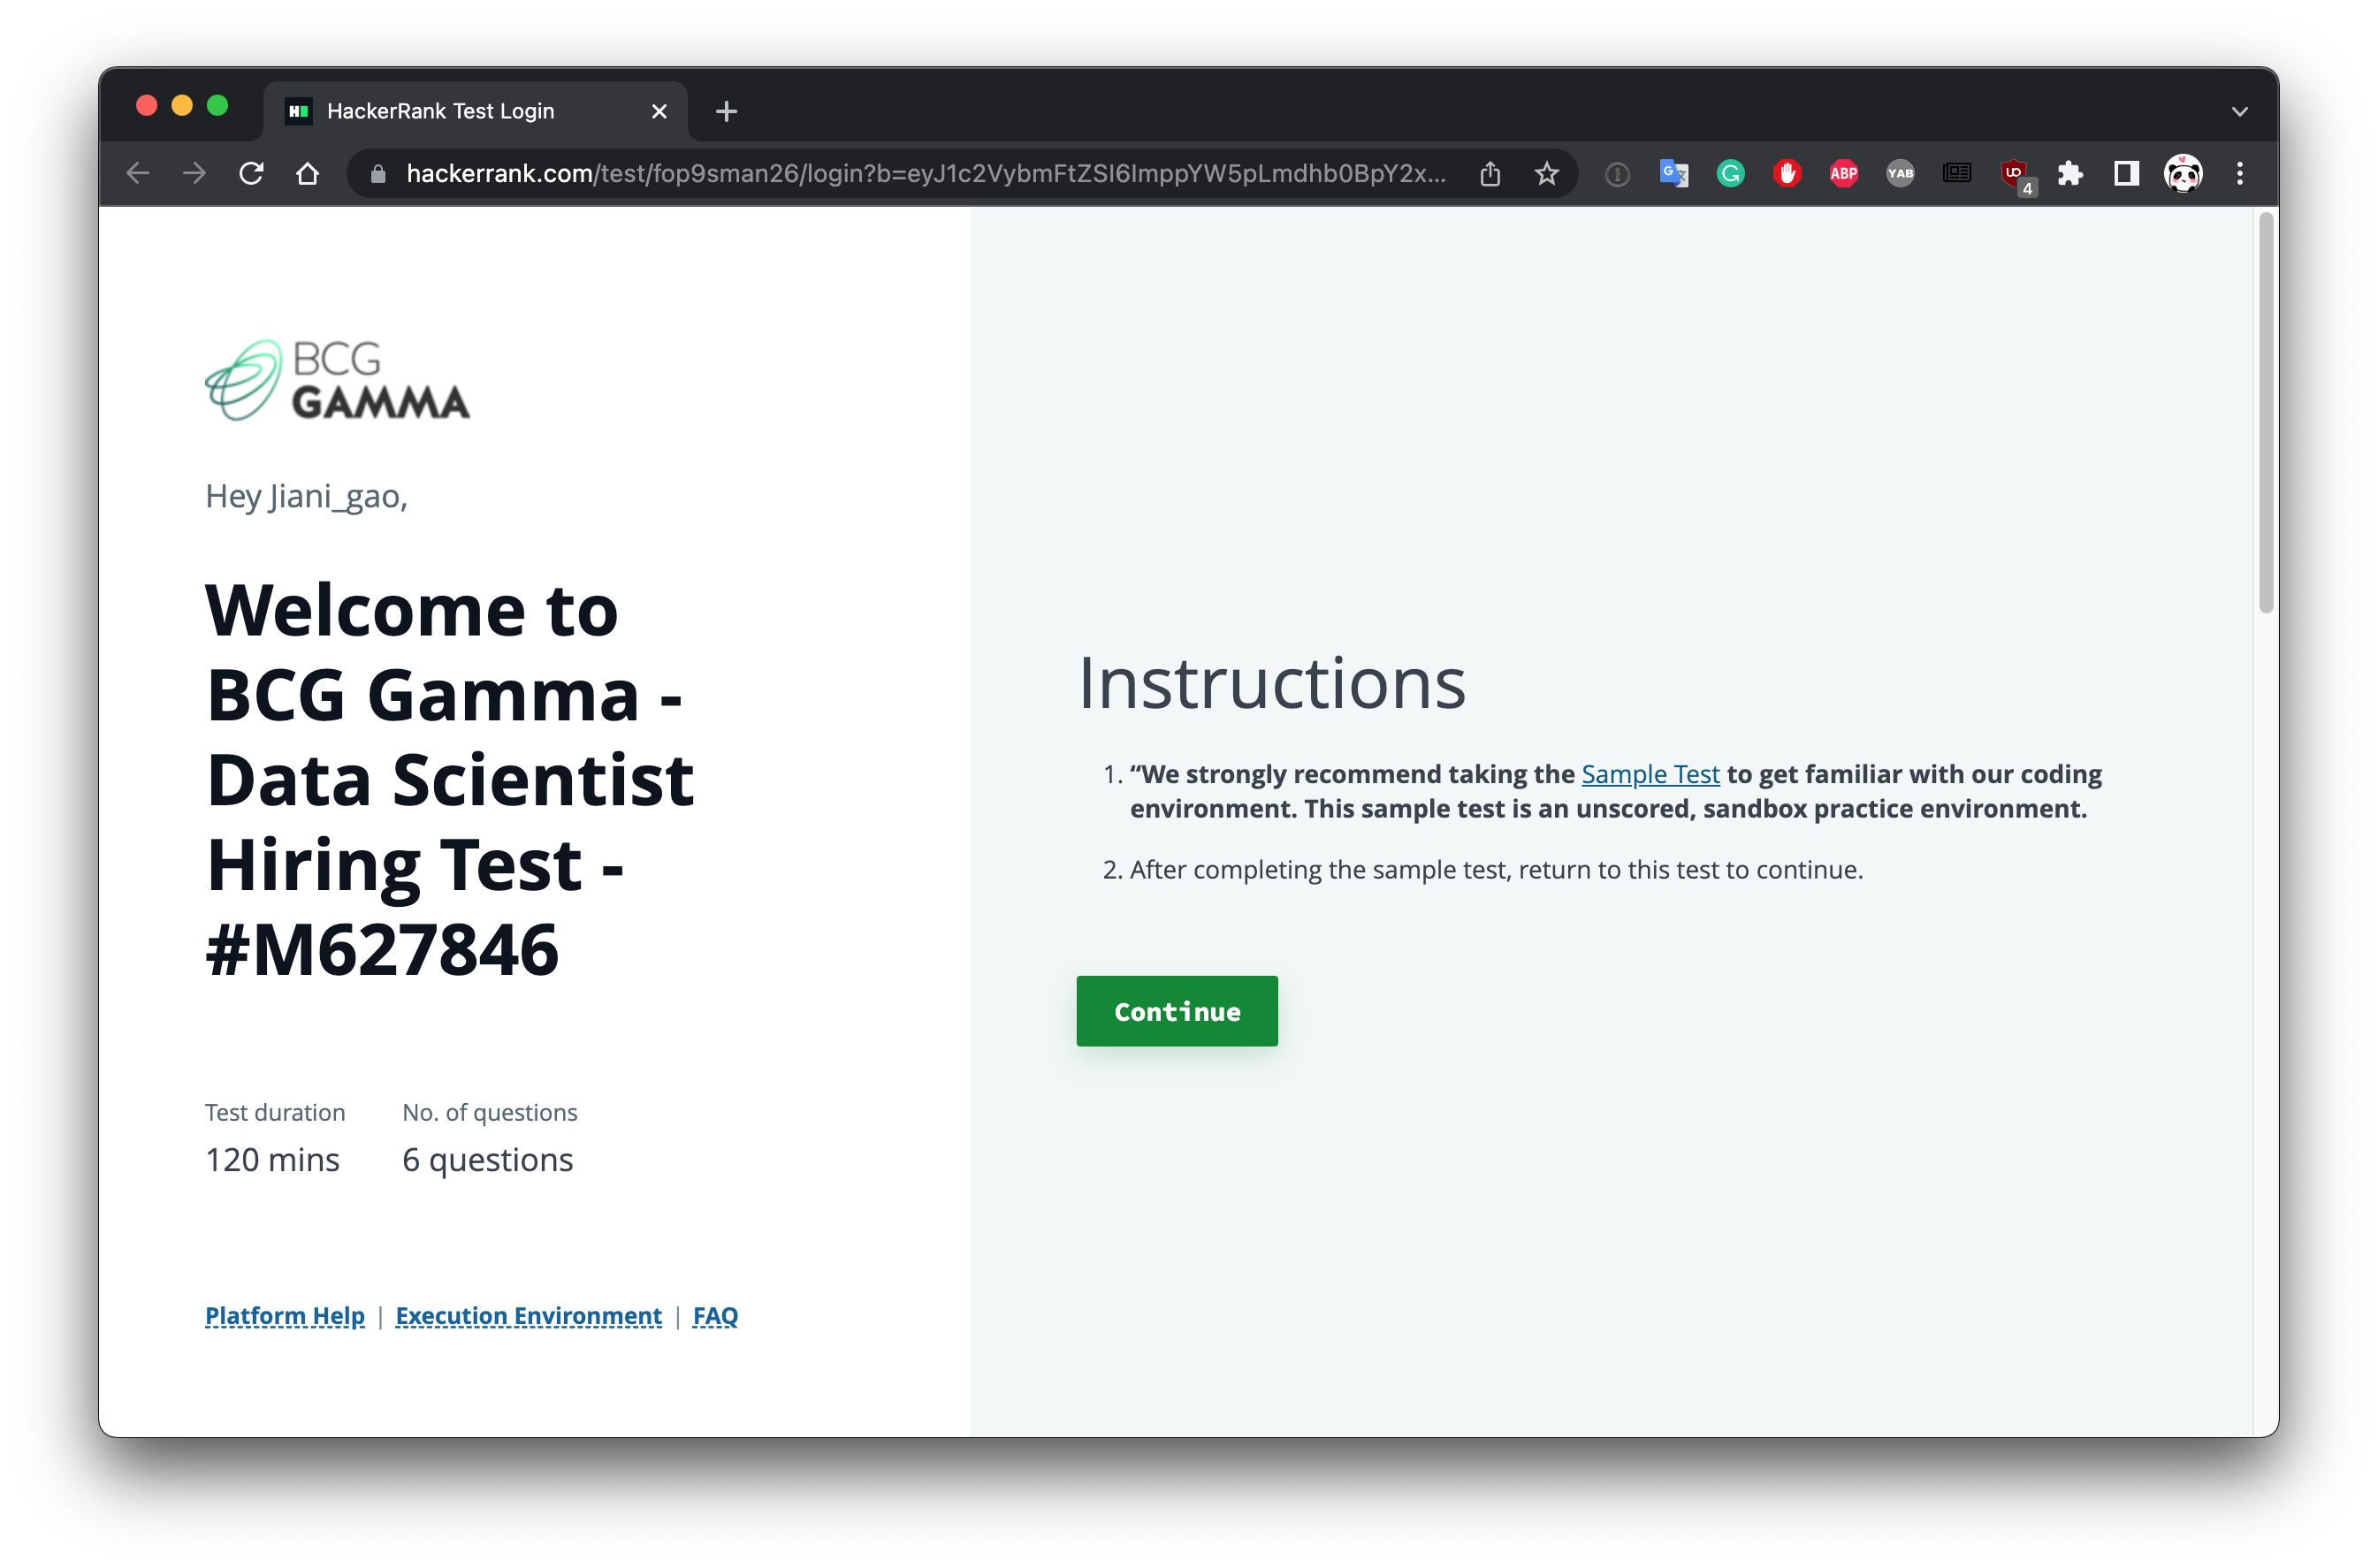 HackerRank Test Login
hackerrank.com/test/fop9sman26/login?b=eyJ1c2VybmFtZSI6ImppYW5pLmdhb0BpY2x...
ABP
YAB
4
BCG
GAMMA
Hey Jiani_gao,
Welcome to
BCG Gamma -
Data Scientist
Hiring Test -
#M627846
Test duration
No. of questions
120 mins
6 questions
Platform Help | Execution Environment | FAQ
Instructions
1. “We strongly recommend taking the Sample Test to get familiar with our coding
environment. This sample test is an unscored, sandbox practice environment.
2. After completing the sample test, return to this test to continue.
Continue